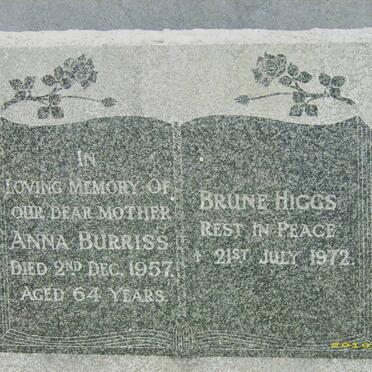 IN
LOVING MEMORY OF
OUR DEAR MOTHER
ANNA BURRISS
DIED 2ND DEC. 1957.
AGED 64 YEARS
BRUNE HIGGS
REST IN PEACE
21ST JULY 1972.
2010